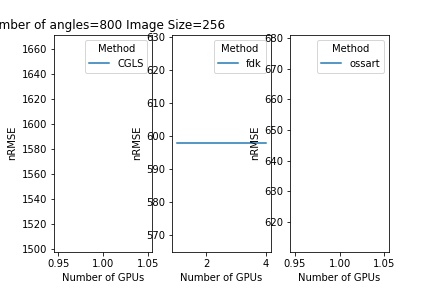 mber of angles=800 Image Size=256
nRMSE
1660
1640
1620
1600
1580
1560
1540
1520
1500
Method
CGLS
0.95 1.00 1.05
Number of GPUs
nRMSE
630
620
610
600
590
580
570
Method
fdk
2 4
Number of GPUs
nRMSE
680
670
660
650
640
630
620
Method
ossart
0.95 1.00 1.05
Number of GPUs